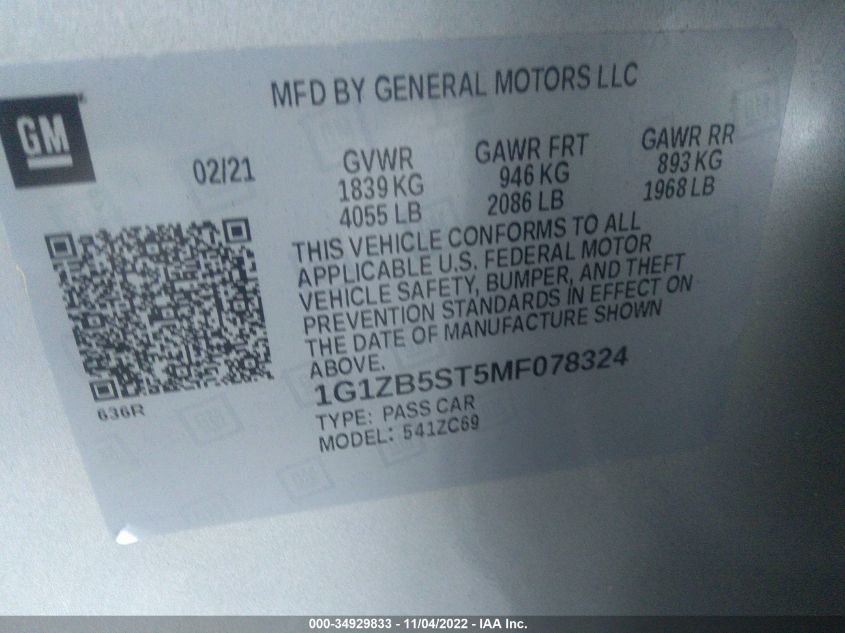 MFD BY GENERAL MOTORS LLC
GM
02/21
GVWR
1839 KG
4055 LB
GAWR FRT
946 KG
2086 LB
GAWR RR
893 KG
1968 LB
THIS VEHICLE CONFORMS TO ALL
APPLICABLE U.S. FEDERAL MOTOR
VEHICLE SAFETY, BUMPER, AND THEFT
PREVENTION STANDARDS IN EFFECT ON
THE DATE OF MANUFACTURE SHOWN
ABOVE.
1G1ZB5ST5MF078324
TYPE: PASS CAR
MODEL: 541ZC69
636R
000-34929833 - 11/04/2022 - IAA Inc.